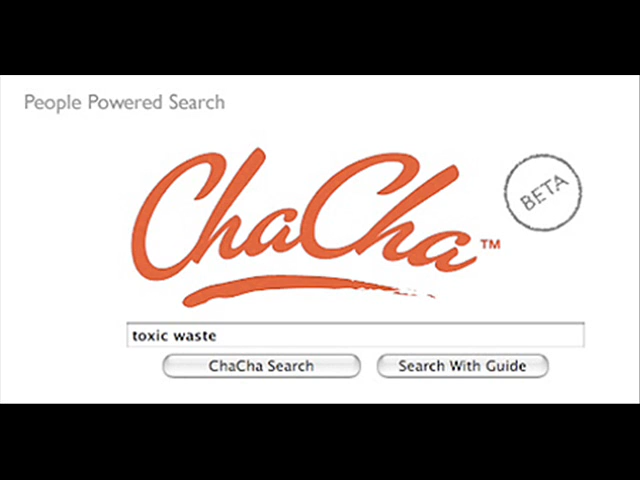 People Powered Search
ChaCha™
BETA
toxic waste
ChaCha Search
Search With Guide